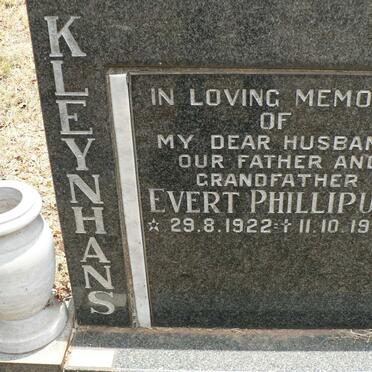 KLEYNHANS
IN LOVING MEMO
OF
MY DEAR HUSBAN
OUR FATHER AND
GRANDFATHER
EVERT PHILLIPU
☆ 29.8.1922 ✝ 11.10.19